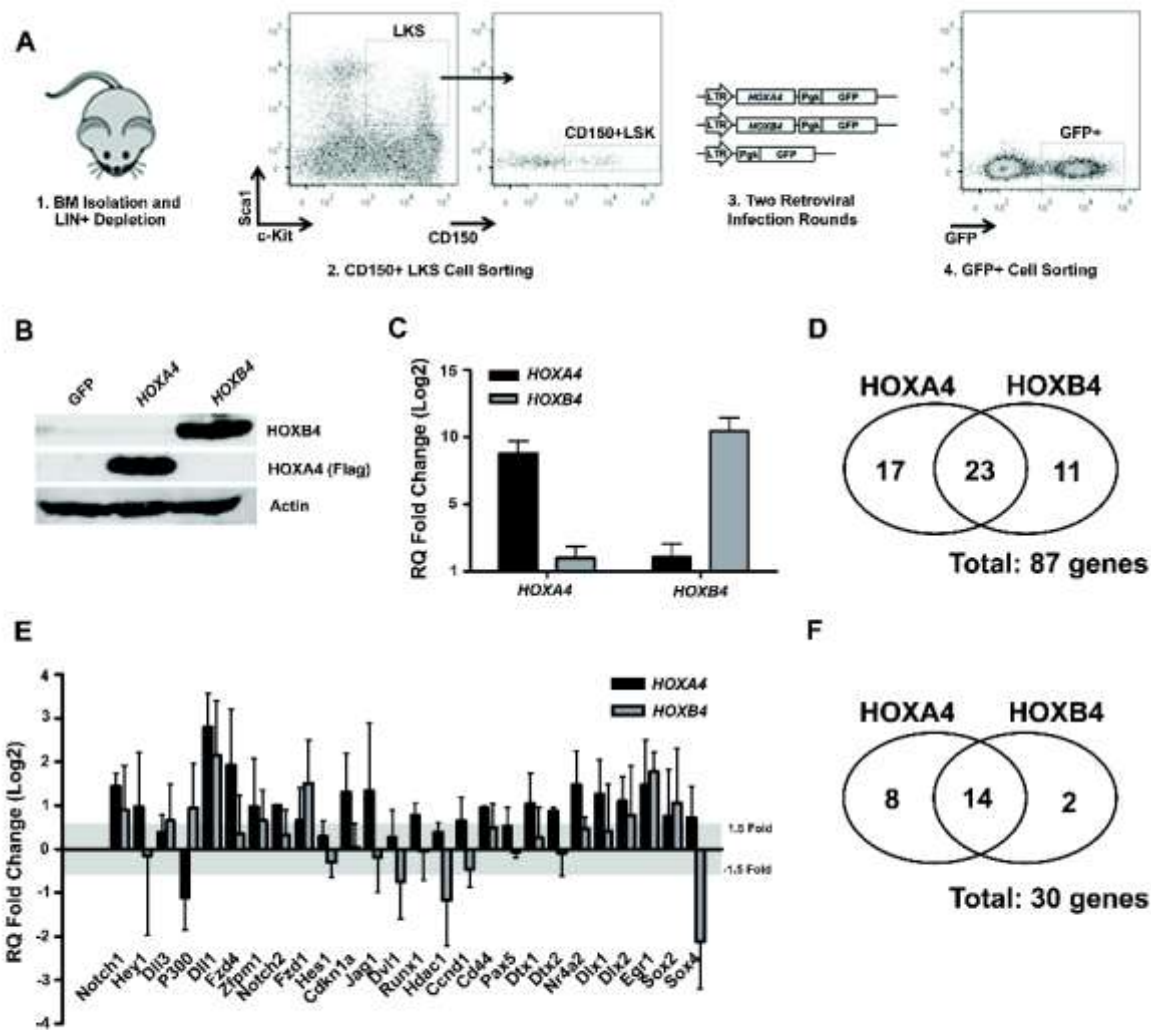 A
LKS
CD150+LSK
Sca1
c-Kit
CD150
LTR HOXA4 Pgk GFP
LTR HOXB4 Pgk GFP
LTR Pgk GFP
GFP+
GFP
1. BM Isolation and
LIN+ Depletion
2. CD150+ LKS Cell Sorting
3. Two Retroviral
Infection Rounds
4. GFP+ Cell Sorting
B
GFP
HOXA4
HOXB4
HOXB4
HOXA4 (Flag)
Actin
C
RQ Fold Change (Log2)
15
10
5
1
HOXA4
HOXB4
HOXA4
HOXB4
D
HOXA4 HOXB4
17 23 11
Total: 87 genes
E
RQ Fold Change (Log2)
4
3
2
1
0
-1
-2
-3
-4
HOXA4
HOXB4
1.5 Fold
-1.5 Fold
Notch1
Hey1
Dll3
P300
Dll1
Fzd4
Zfpm1
Notch2
Fzd1
Hes1
Cdkn1a
Jag1
Dvl1
Runx1
Hdac1
Ccnd1
Cd44
Pax5
Dtx1
Dtx2
Nr4a2
Dlx1
Dlx2
Egr1
Sox2
Sox4
F
HOXA4 HOXB4
8 14 2
Total: 30 genes